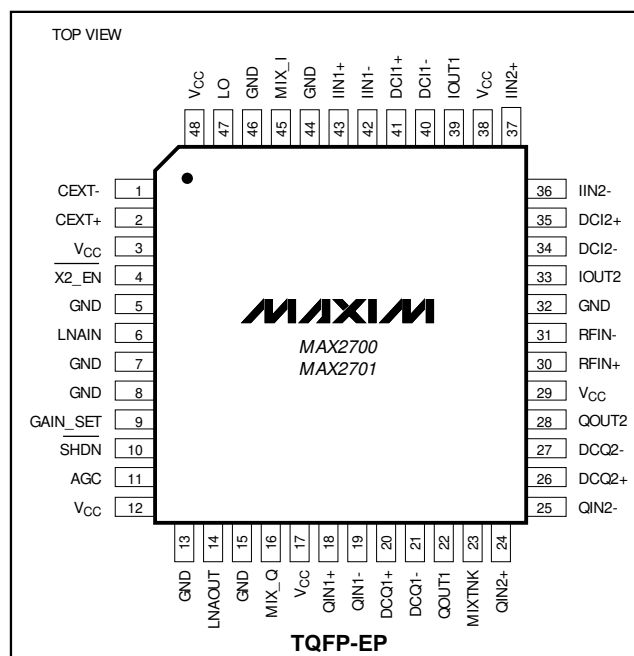 TOP VIEW
VCC LO GND MIX_I GND IIN1+ IIN1- DCI1+ DCI1- IOUT1 VCC IIN2+
48 47 46 45 44 43 42 41 40 39 38 37
CEXT- 1
CEXT+ 2
VCC 3
X2_EN 4
GND 5
LNAIN 6
GND 7
GND 8
GAIN_SET 9
SHDN 10
AGC 11
VCC 12
MAXIM
MAX2700
MAX2701
36 IIN2-
35 DCI2+
34 DCI2-
33 IOUT2
32 GND
31 RFIN-
30 RFIN+
29 VCC
28 QOUT2
27 DCQ2-
26 DCQ2+
25 QIN2-
13 14 15 16 17 18 19 20 21 22 23 24
GND LNAOUT GND MIX_Q VCC QIN1+ QIN1- DCQ1+ DCQ1- QOUT1 MIXTNK QIN2+
TQFP-EP